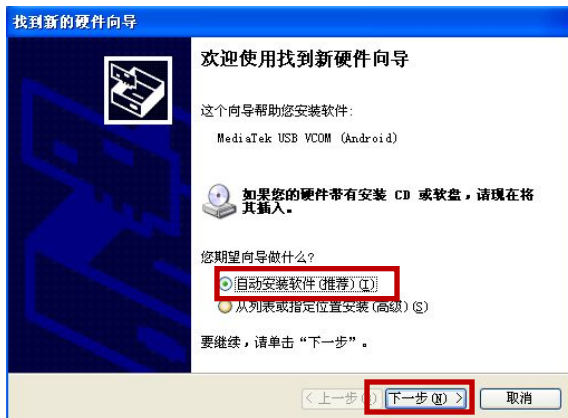 找到新的硬件向导
欢迎使用找到新硬件向导
这个向导帮助您安装软件:
MediaTek USB VCOM (Android)
如果您的硬件带有安装 CD 或软盘，请现在将
其插入。
您期望向导做什么?
自动安装软件(推荐)(I)
从列表或指定位置安装(高级)(S)
要继续，请单击“下一步”。
<上一步 下一步(N) > 取消